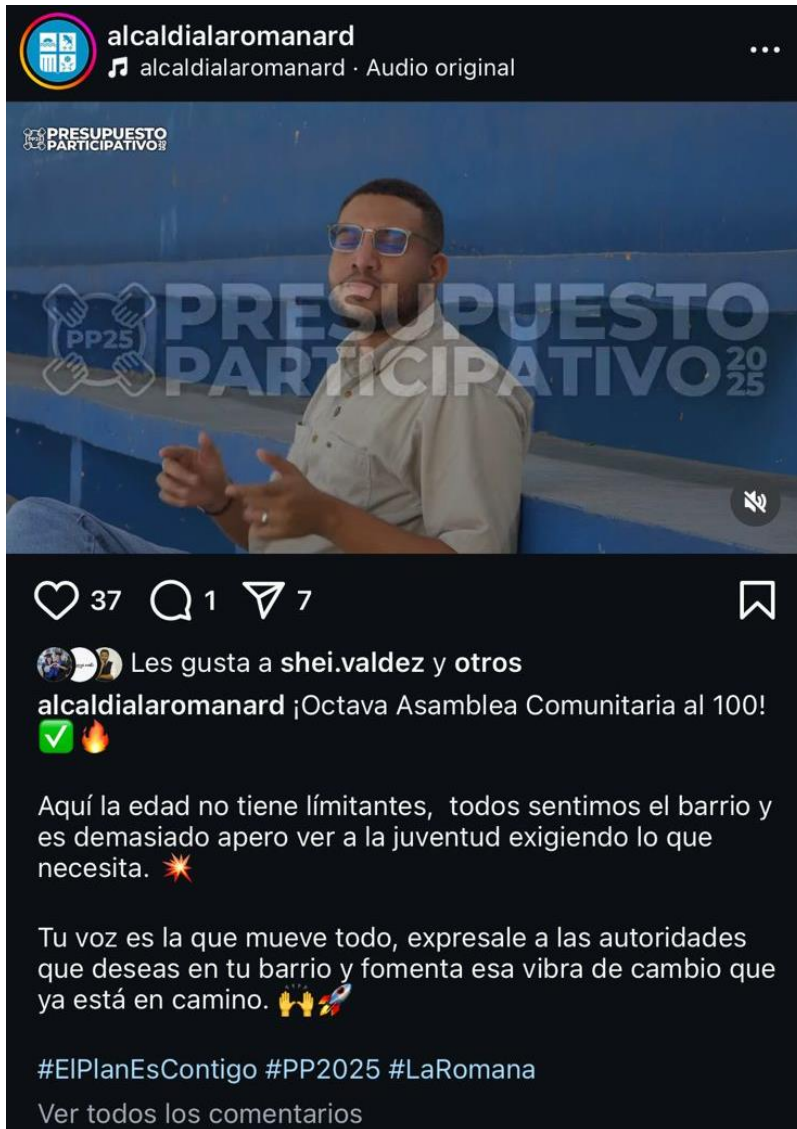 alcaldialaromanard
alcaldialaromanard · Audio original
PRESUPUESTO
PARTICIPATIVO 2025
PP25
PRESUPUESTO
PARTICIPATIVO 2025
37 1 7
Les gusta a shei.valdez y otros
alcaldialaromanard ¡Octava Asamblea Comunitaria al 100!
✅🔥
Aquí la edad no tiene límitantes, todos sentimos el barrio y
es demasiado apero ver a la juventud exigiendo lo que
necesita. 💥
Tu voz es la que mueve todo, expresale a las autoridades
que deseas en tu barrio y fomenta esa vibra de cambio que
ya está en camino. 🙌🚀
#ElPlanEsContigo #PP2025 #LaRomana
Ver todos los comentarios